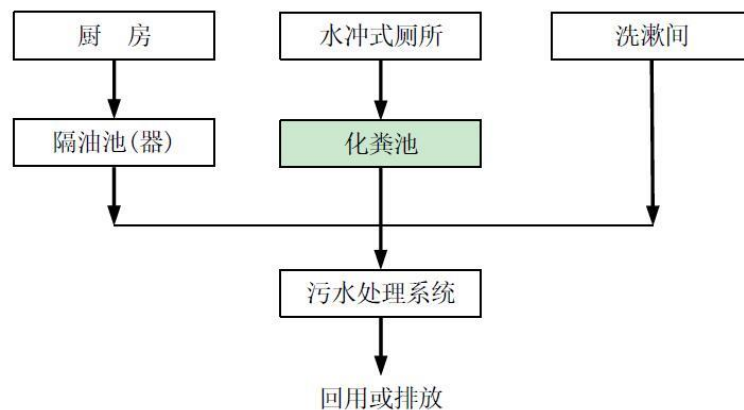 厨　房
水冲式厕所
洗漱间
隔油池(器)
化粪池
污水处理系统
回用或排放